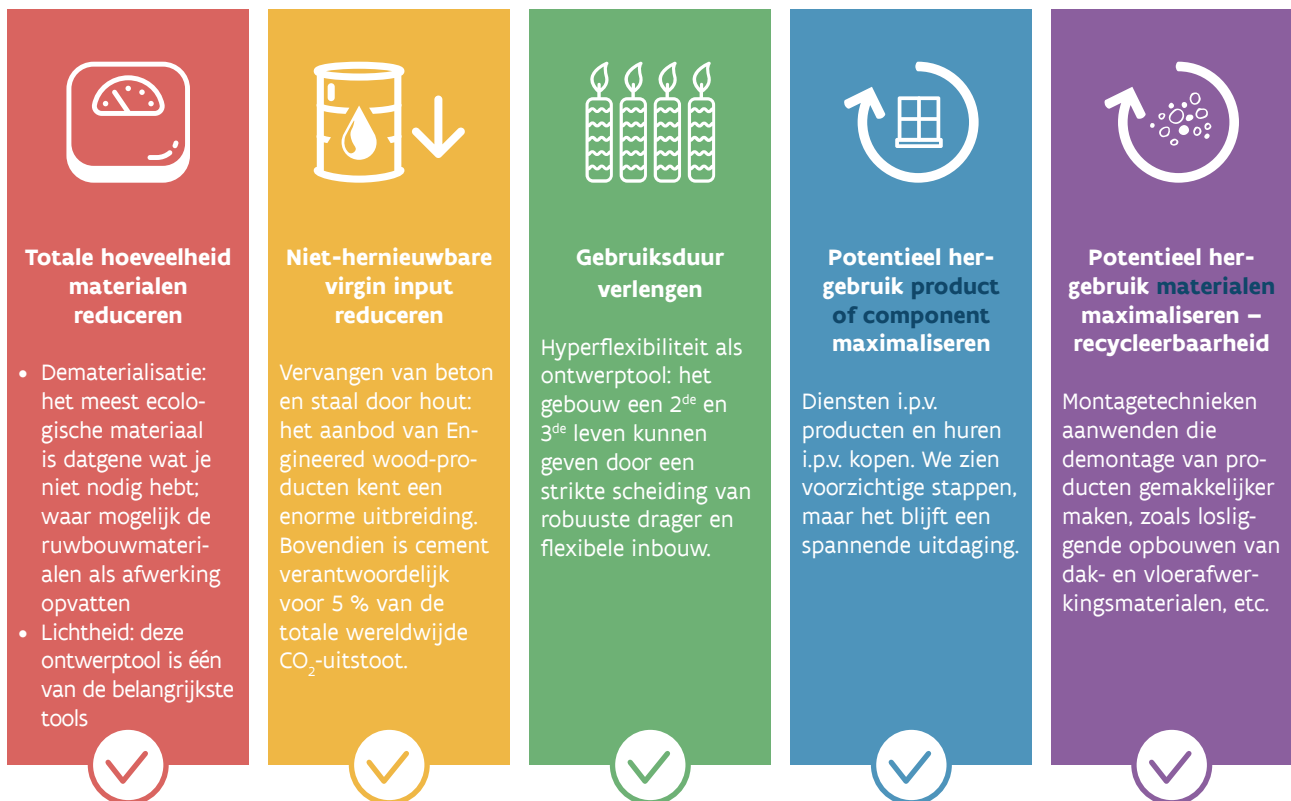 Totale hoeveelheid
materialen
reduceren
• Dematerialisatie:
het meest ecolo-
gische materiaal
is datgene wat je
niet nodig hebt;
waar mogelijk de
ruwbouwmateri-
alen als afwerking
opvatten
• Lichtheid: deze
ontwerptool is één
van de belangrijkste
tools
Niet-hernieuwbare
virgin input
reduceren
Vervangen van beton
en staal door hout:
het aanbod van En-
gineered wood-pro-
ducten kent een
enorme uitbreiding.
Bovendien is cement
verantwoordelijk
voor 5 % van de
totale wereldwijde
CO₂-uitstoot.
Gebruiksduur
verlengen
Hyperflexibiliteit als
ontwerptool: het
gebouw een 2de en
3de leven kunnen
geven door een
strikte scheiding van
robuuste drager en
flexibele inbouw.
Potentieel her-
gebruik product
of component
maximaliseren
Diensten i.p.v.
producten en huren
i.p.v. kopen. We zien
voorzichtige stappen,
maar het blijft een
spannende uitdaging.
Potentieel her-
gebruik materialen
maximaliseren –
recycleerbaarheid
Montagetechnieken
aanwenden die
demontage van pro-
ducten gemakkelijker
maken, zoals loslig-
gende opbouwen van
dak- en vloerafwer-
kingsmaterialen, etc.